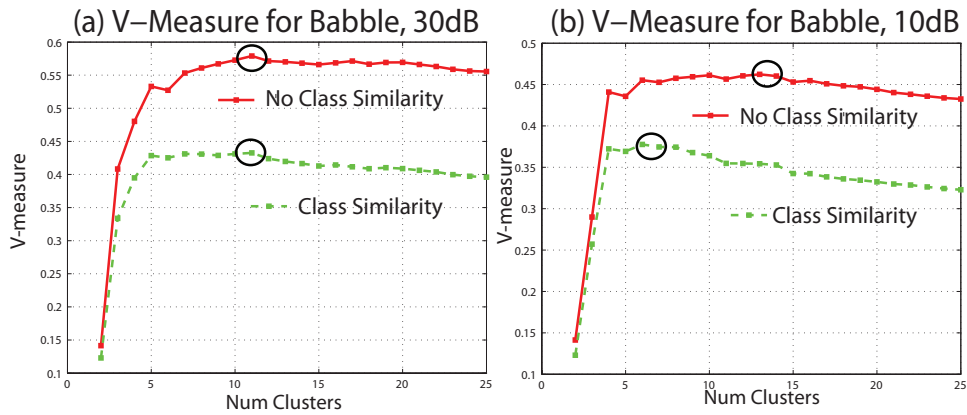 (a) V−Measure for Babble, 30dB
0.6
0.55
0.5
0.45
0.4
0.35
0.3
0.25
0.2
0.15
0.1
V-measure
No Class Similarity
Class Similarity
0 5 10 15 20 25
Num Clusters
(b) V−Measure for Babble, 10dB
0.5
0.45
0.4
0.35
0.3
0.25
0.2
0.15
0.1
V-measure
No Class Similarity
Class Similarity
0 5 10 15 20 25
Num Clusters